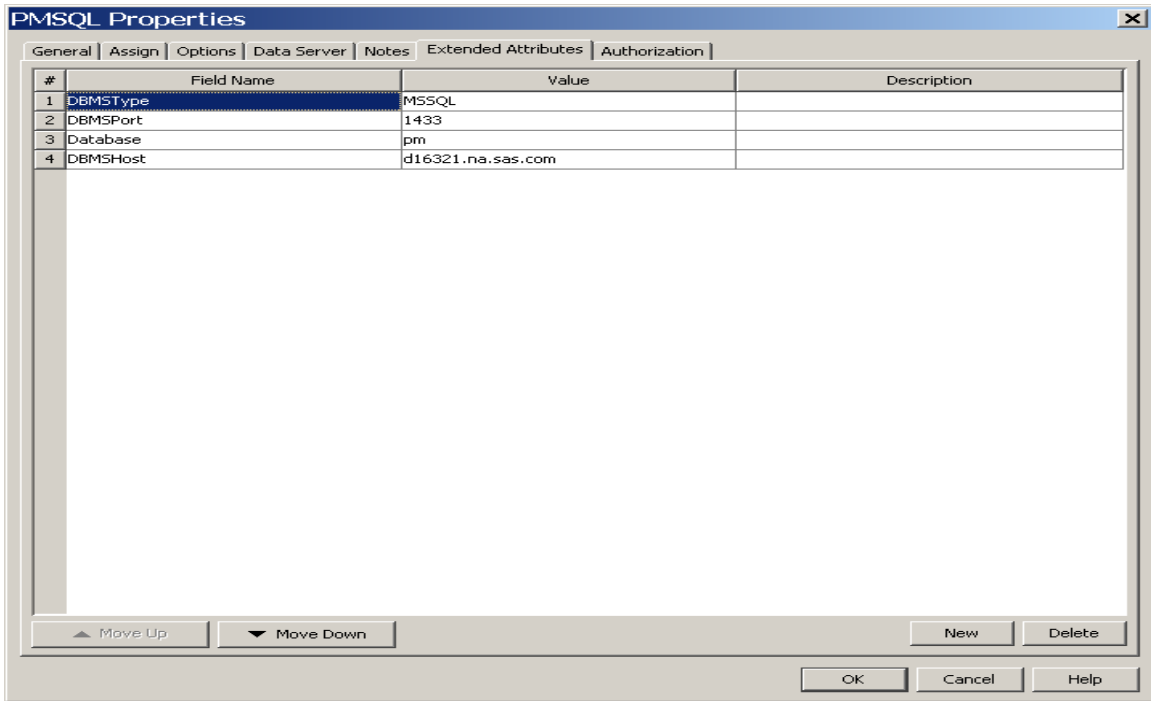 PMSQL Properties
General Assign Options Data Server Notes Extended Attributes Authorization
# Field Name Value Description
1 DBMSType MSSQL
2 DBMSPort 1433
3 Database pm
4 DBMSHost d16321.na.sas.com
Move Up Move Down New Delete
OK Cancel Help